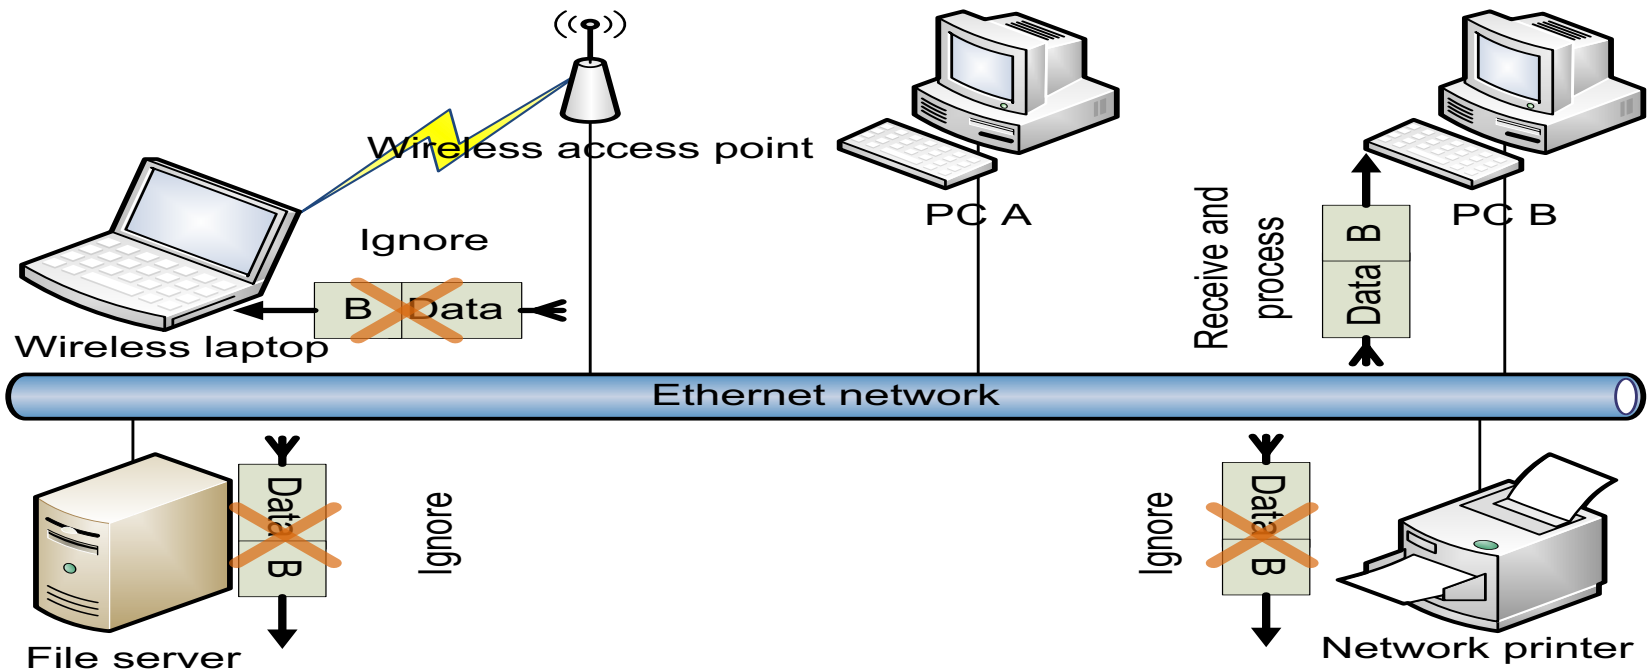 Wireless access point
PC A
PC B
Ignore
B Data
Wireless laptop
Receive and
process
Data B
Ethernet network
Data B
Ignore
File server
Ignore
Data B
Network printer